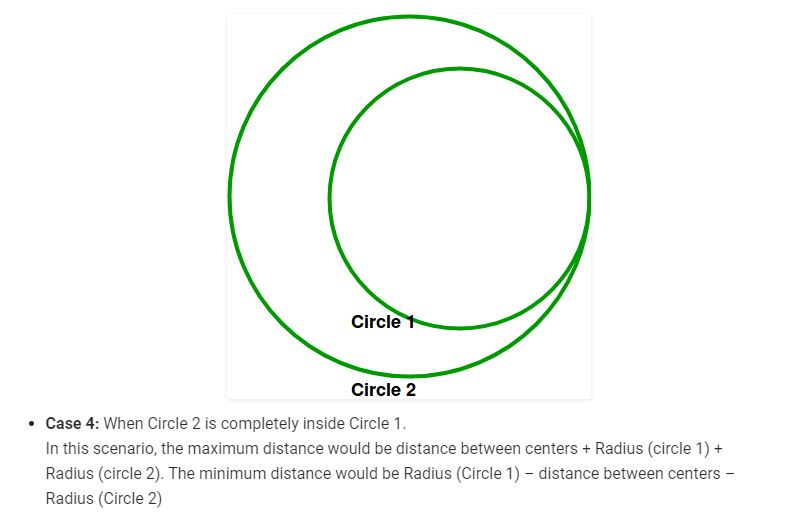 Circle 1
Circle 2
• Case 4: When Circle 2 is completely inside Circle 1.
In this scenario, the maximum distance would be distance between centers + Radius (circle 1) +
Radius (circle 2). The minimum distance would be Radius (Circle 1) – distance between centers –
Radius (Circle 2)